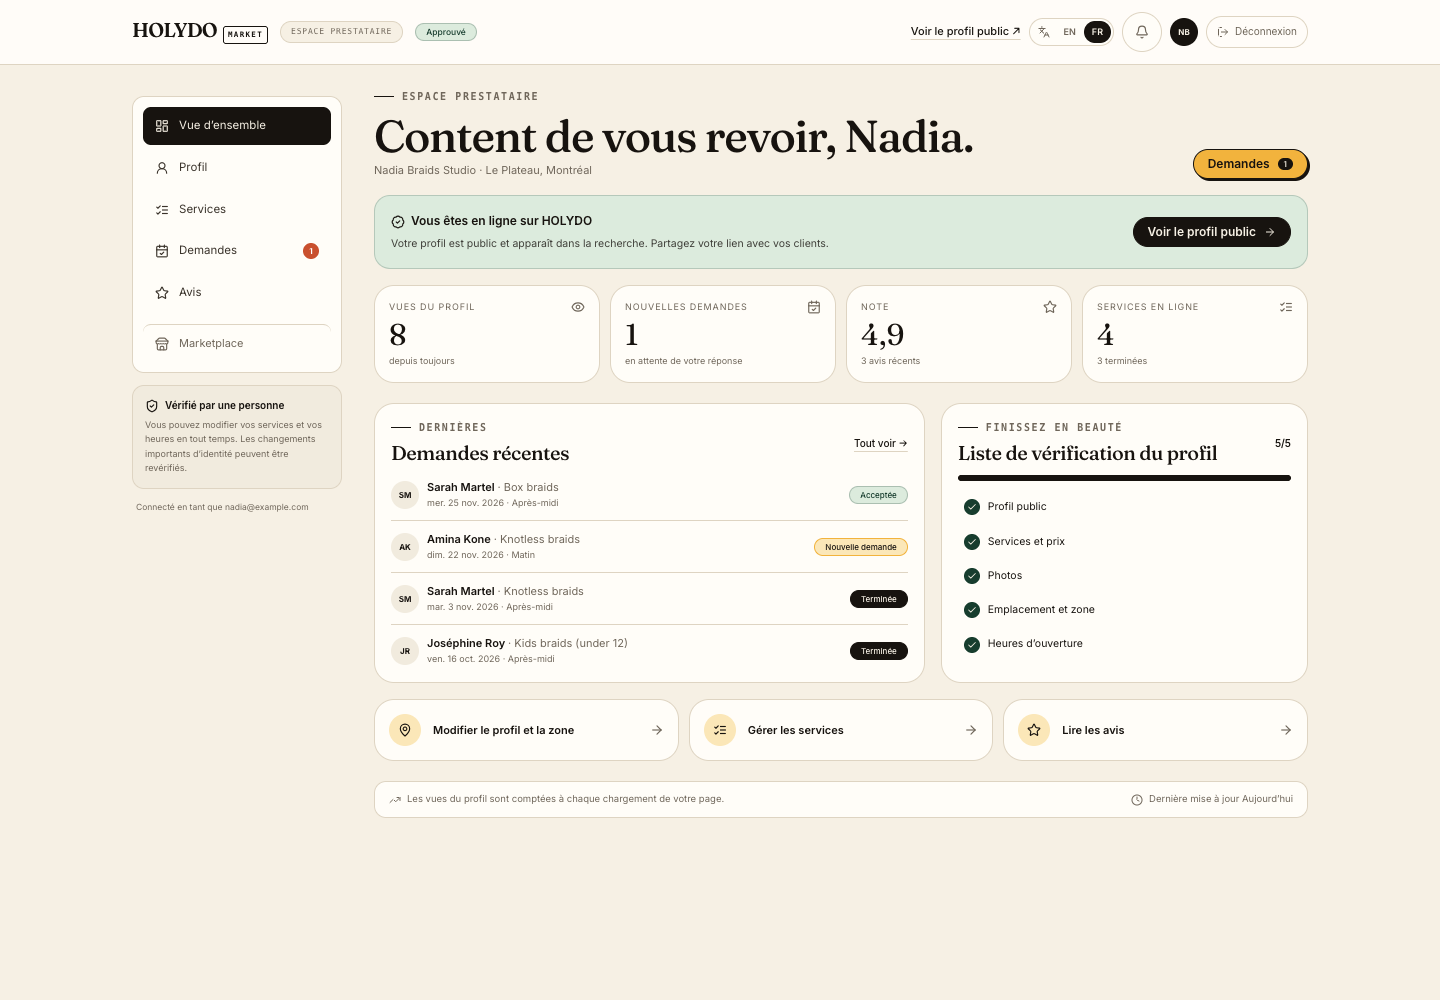 HOLYDO MARKET ESPACE PRESTATAIRE Approuvé Voir le profil public ↗ EN FR NB Déconnexion
Vue d’ensemble
Profil
Services
Demandes 1
Avis
Marketplace
Vérifié par une personne
Vous pouvez modifier vos services et vos
heures en tout temps. Les changements
importants d’identité peuvent être
revérifiés.
Connecté en tant que nadia@example.com
ESPACE PRESTATAIRE
Content de vous revoir, Nadia.
Nadia Braids Studio · Le Plateau, Montréal
Demandes 1
Vous êtes en ligne sur HOLYDO
Votre profil est public et apparaît dans la recherche. Partagez votre lien avec vos clients.
Voir le profil public →
VUES DU PROFIL
8
depuis toujours
NOUVELLES DEMANDES
1
en attente de votre réponse
NOTE
4,9
3 avis récents
SERVICES EN LIGNE
4
3 terminées
DERNIÈRES
Demandes récentes
Tout voir →
SM Sarah Martel · Box braids
mer. 25 nov. 2026 · Après-midi
Acceptée
AK Amina Kone · Knotless braids
dim. 22 nov. 2026 · Matin
Nouvelle demande
SM Sarah Martel · Knotless braids
mar. 3 nov. 2026 · Après-midi
Terminée
JR Joséphine Roy · Kids braids (under 12)
ven. 16 oct. 2026 · Après-midi
Terminée
FINISSEZ EN BEAUTÉ
Liste de vérification du profil
5/5
Profil public
Services et prix
Photos
Emplacement et zone
Heures d’ouverture
Modifier le profil et la zone →
Gérer les services →
Lire les avis →
Les vues du profil sont comptées à chaque chargement de votre page.
Dernière mise à jour Aujourd’hui